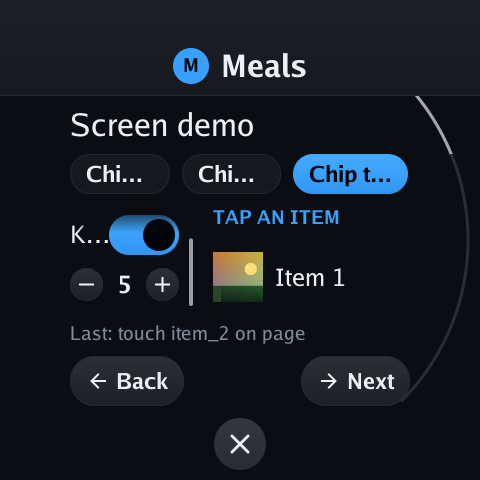 M Meals
Screen demo
Chi... Chi... Chip t...
K...
5
TAP AN ITEM
Item 1
Last: touch item_2 on page
Back
Next